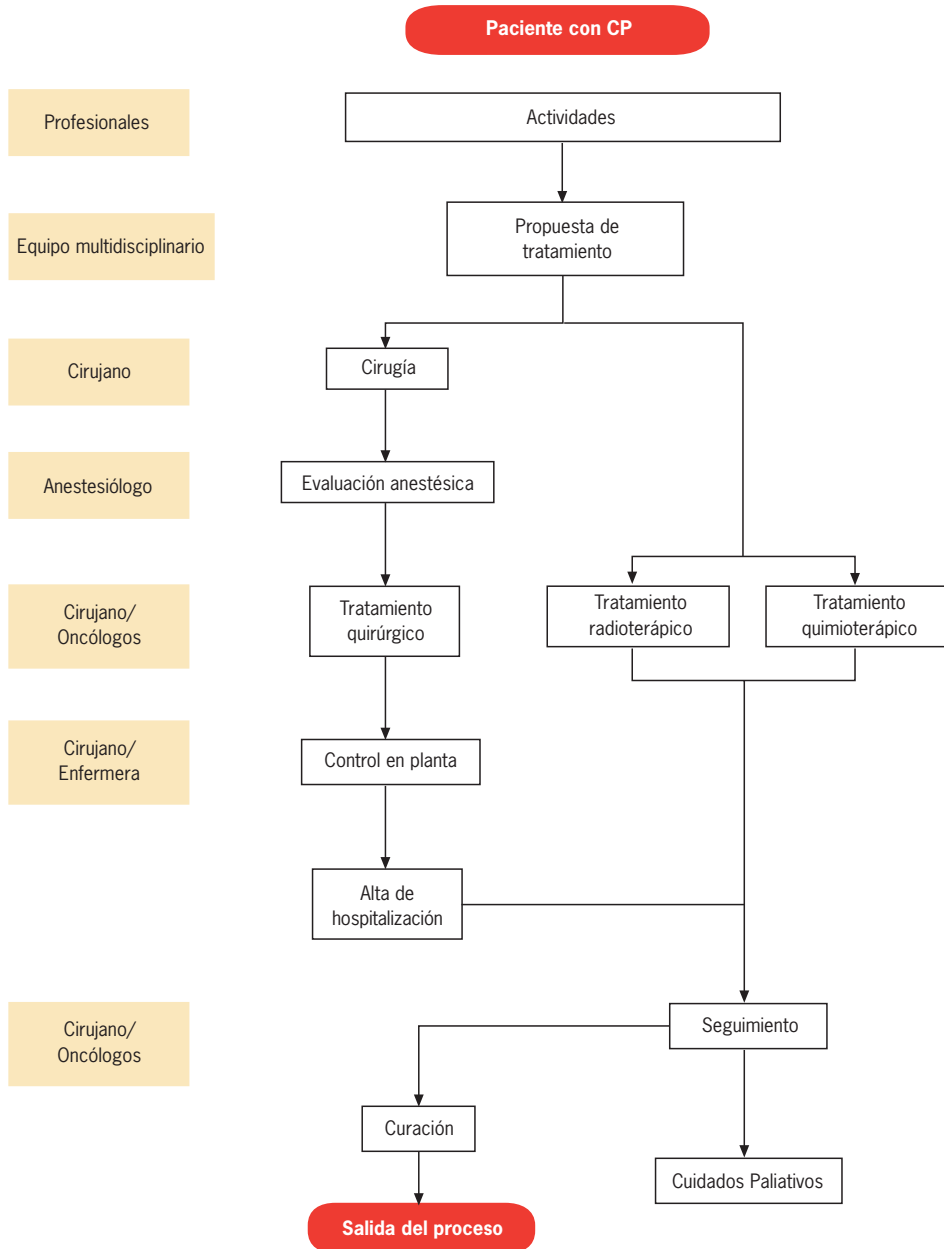 Paciente con CP
Profesionales
Actividades
Equipo multidisciplinario
Propuesta de
tratamiento
Cirujano
Cirugía
Anestesiólogo
Evaluación anestésica
Cirujano/
Oncólogos
Tratamiento
quirúrgico
Tratamiento
radioterápico
Tratamiento
quimioterápico
Cirujano/
Enfermera
Control en planta
Alta de
hospitalización
Cirujano/
Oncólogos
Seguimiento
Curación
Cuidados Paliativos
Salida del proceso